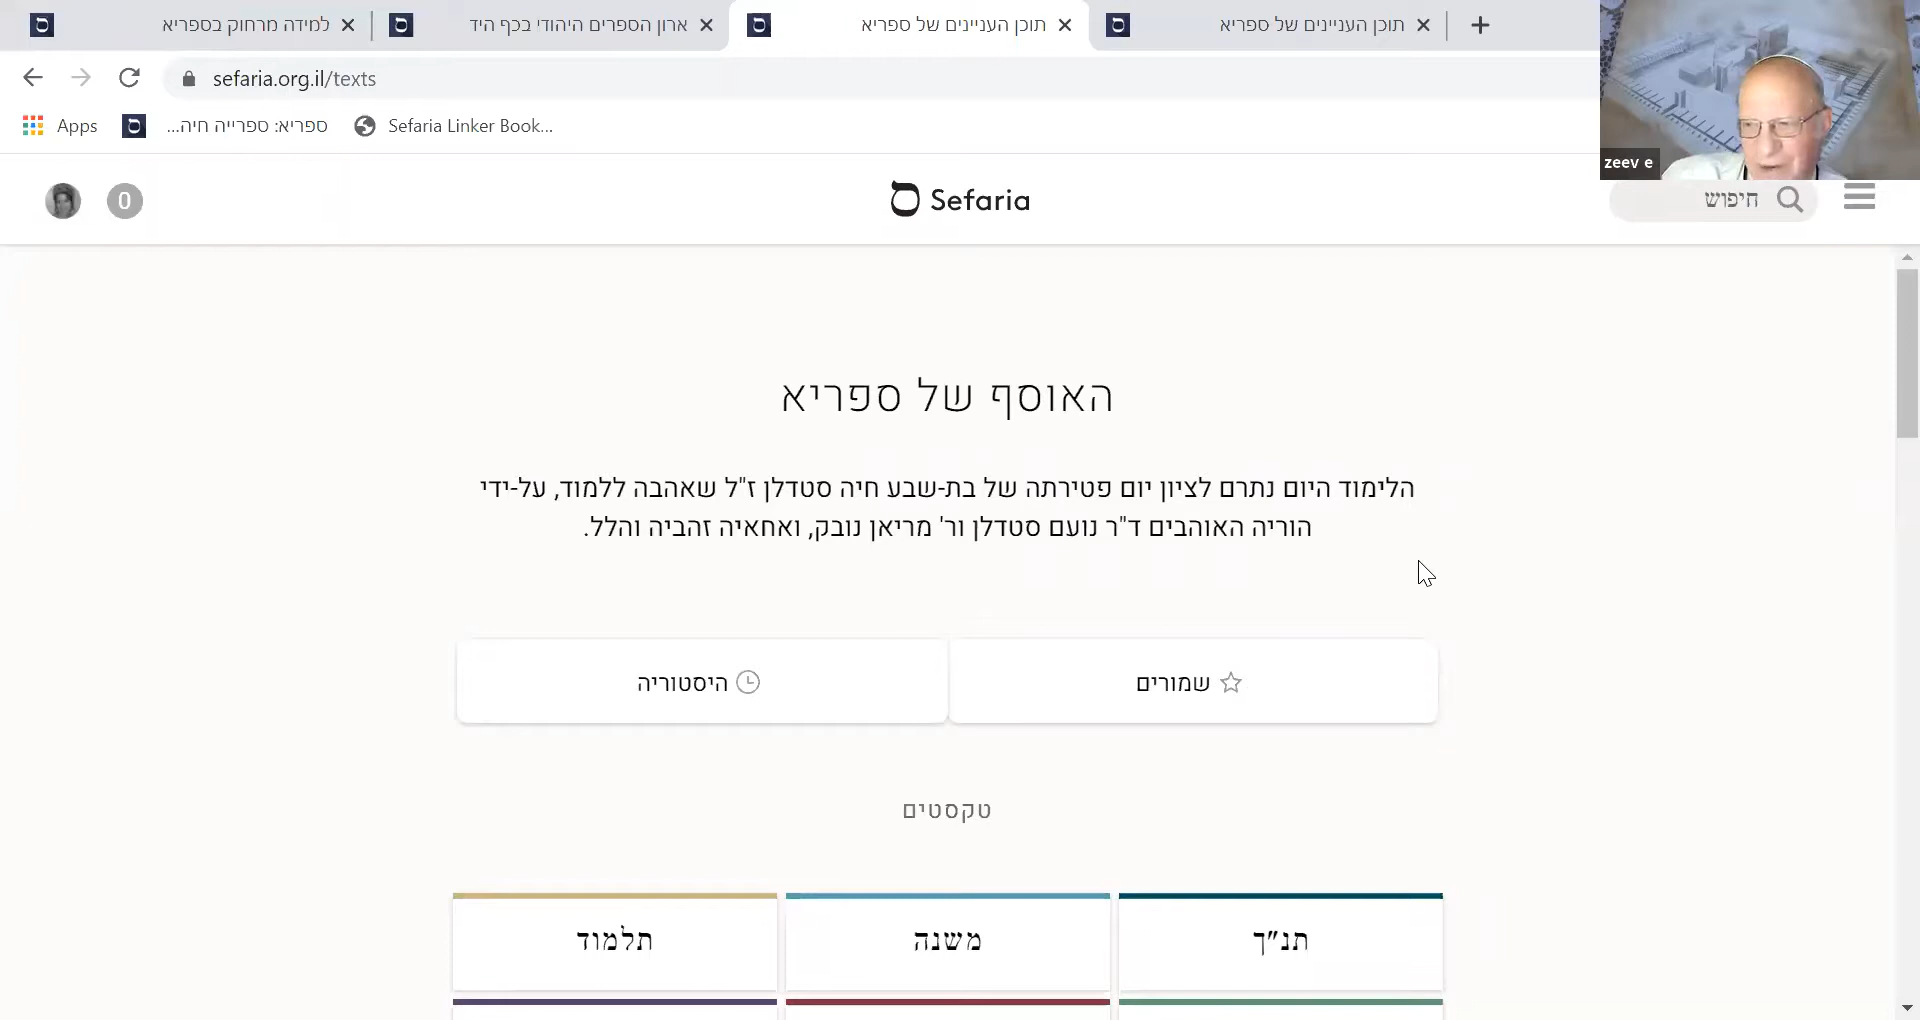 למידה מרחוק בספריא
ארון הספרים היהודי בכף היד
תוכן העניינים של ספריא
תוכן העניינים של ספריא
sefaria.org.il/texts
Apps
ספריא: ספרייה חיה...
Sefaria Linker Book...
zeev e
0
Sefaria
חיפוש
האוסף של ספריא
הלימוד היום נתרם לציון יום פטירתה של בת-שבע חיה סטדלן ז"ל שאהבה ללמוד, על-ידי
הוריה האוהבים ד"ר נועם סטדלן ור' מריאן נובק, ואחאיה זהביה והלל.
שמורים
היסטוריה
טקסטים
תנ"ך
משנה
תלמוד